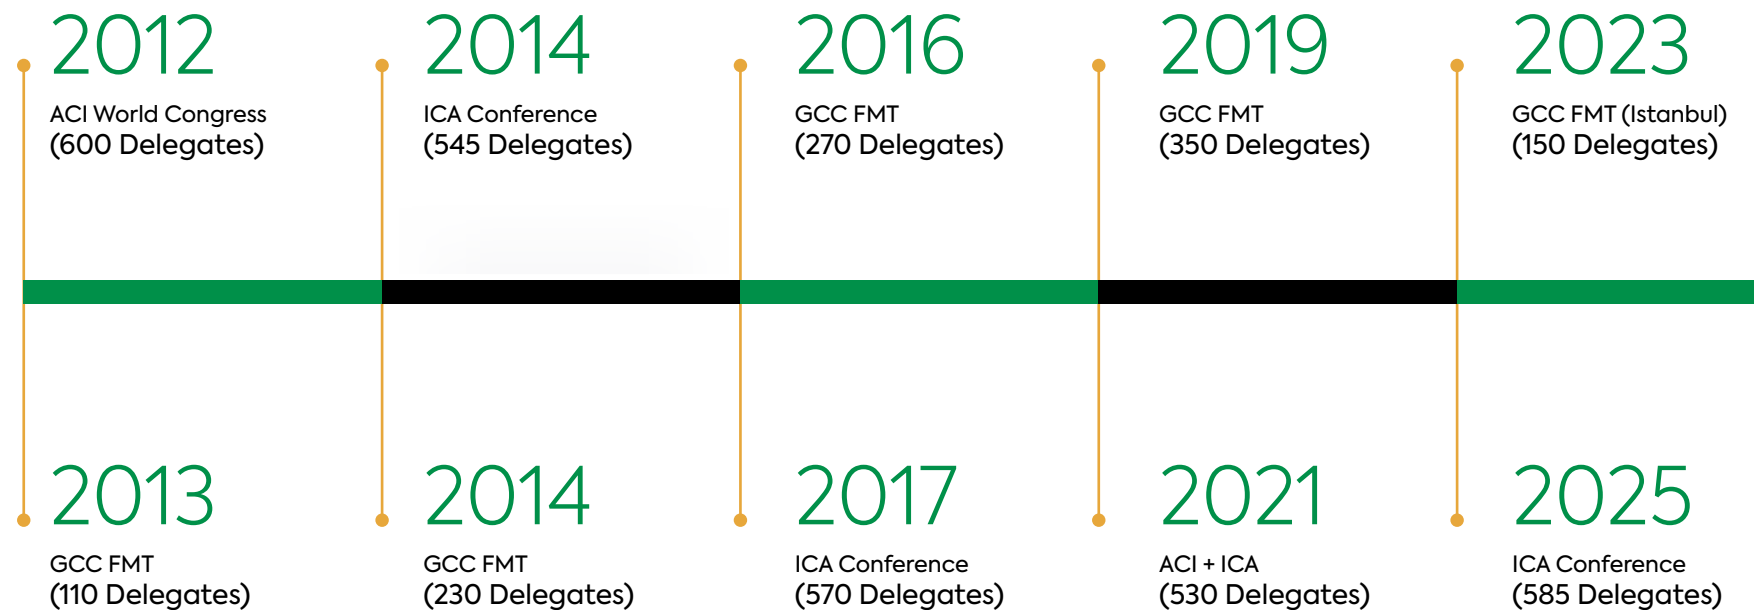 2012
ACI World Congress
(600 Delegates)
2014
ICA Conference
(545 Delegates)
2016
GCC FMT
(270 Delegates)
2019
GCC FMT
(350 Delegates)
2023
GCC FMT (Istanbul)
(150 Delegates)
2013
GCC FMT
(110 Delegates)
2014
GCC FMT
(230 Delegates)
2017
ICA Conference
(570 Delegates)
2021
ACI + ICA
(530 Delegates)
2025
ICA Conference
(585 Delegates)